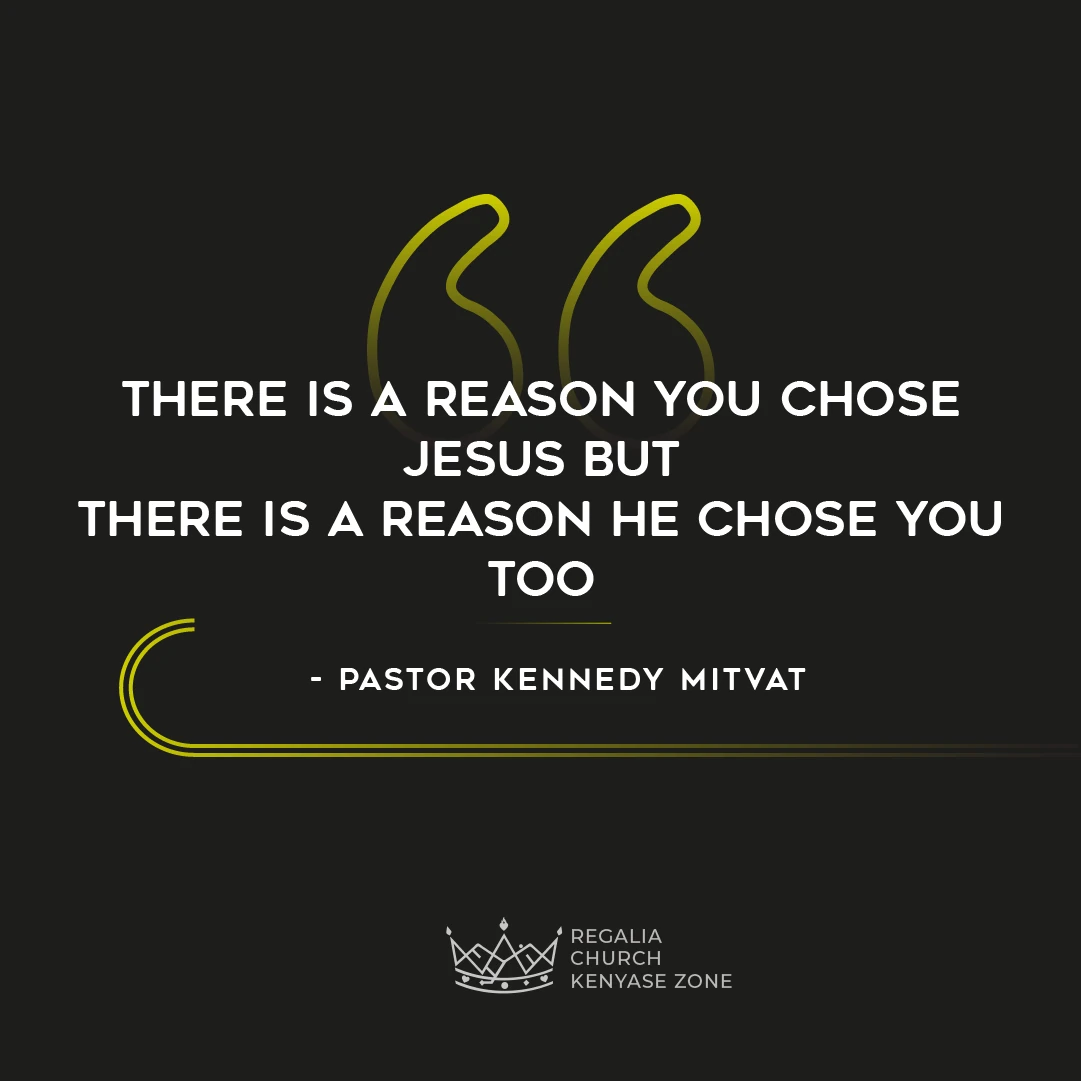 THERE IS A REASON YOU CHOSE
JESUS BUT
THERE IS A REASON HE CHOSE YOU
TOO
- PASTOR KENNEDY MITVAT
REGALIA
CHURCH
KENYASE ZONE